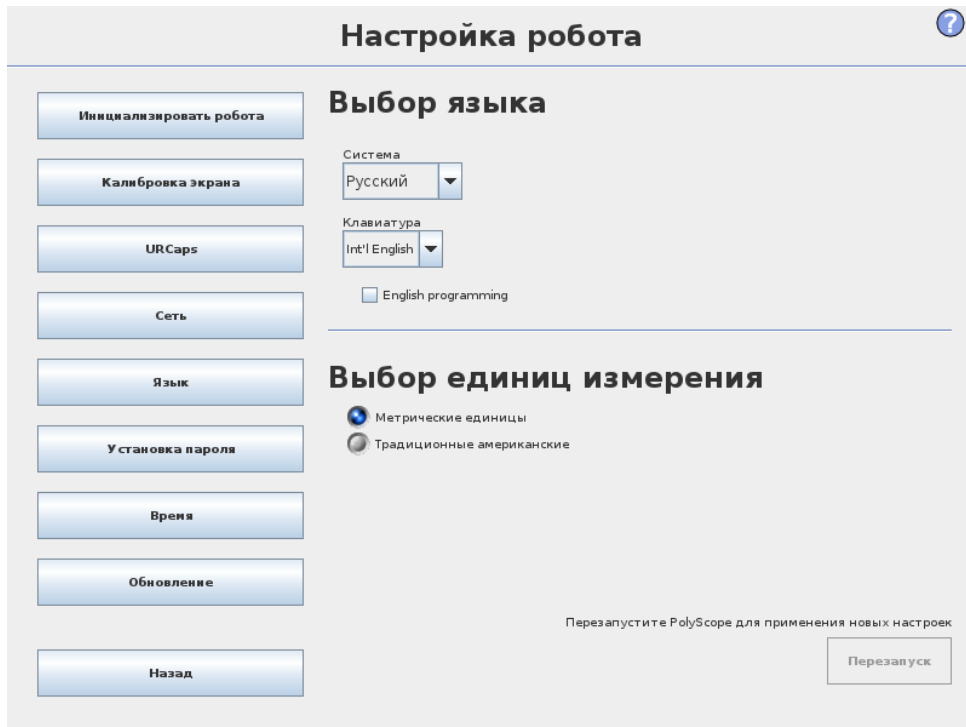 Настройка робота
?
Инициализировать робота
Калибровка экрана
URCaps
Сеть
Язык
Установка пароля
Время
Обновление
Назад
Выбор языка
Система
Русский
Клавиатура
Int'l English
English programming
Выбор единиц измерения
Метрические единицы
Традиционные американские
Перезапустите PolyScope для применения новых настроек
Перезапуск